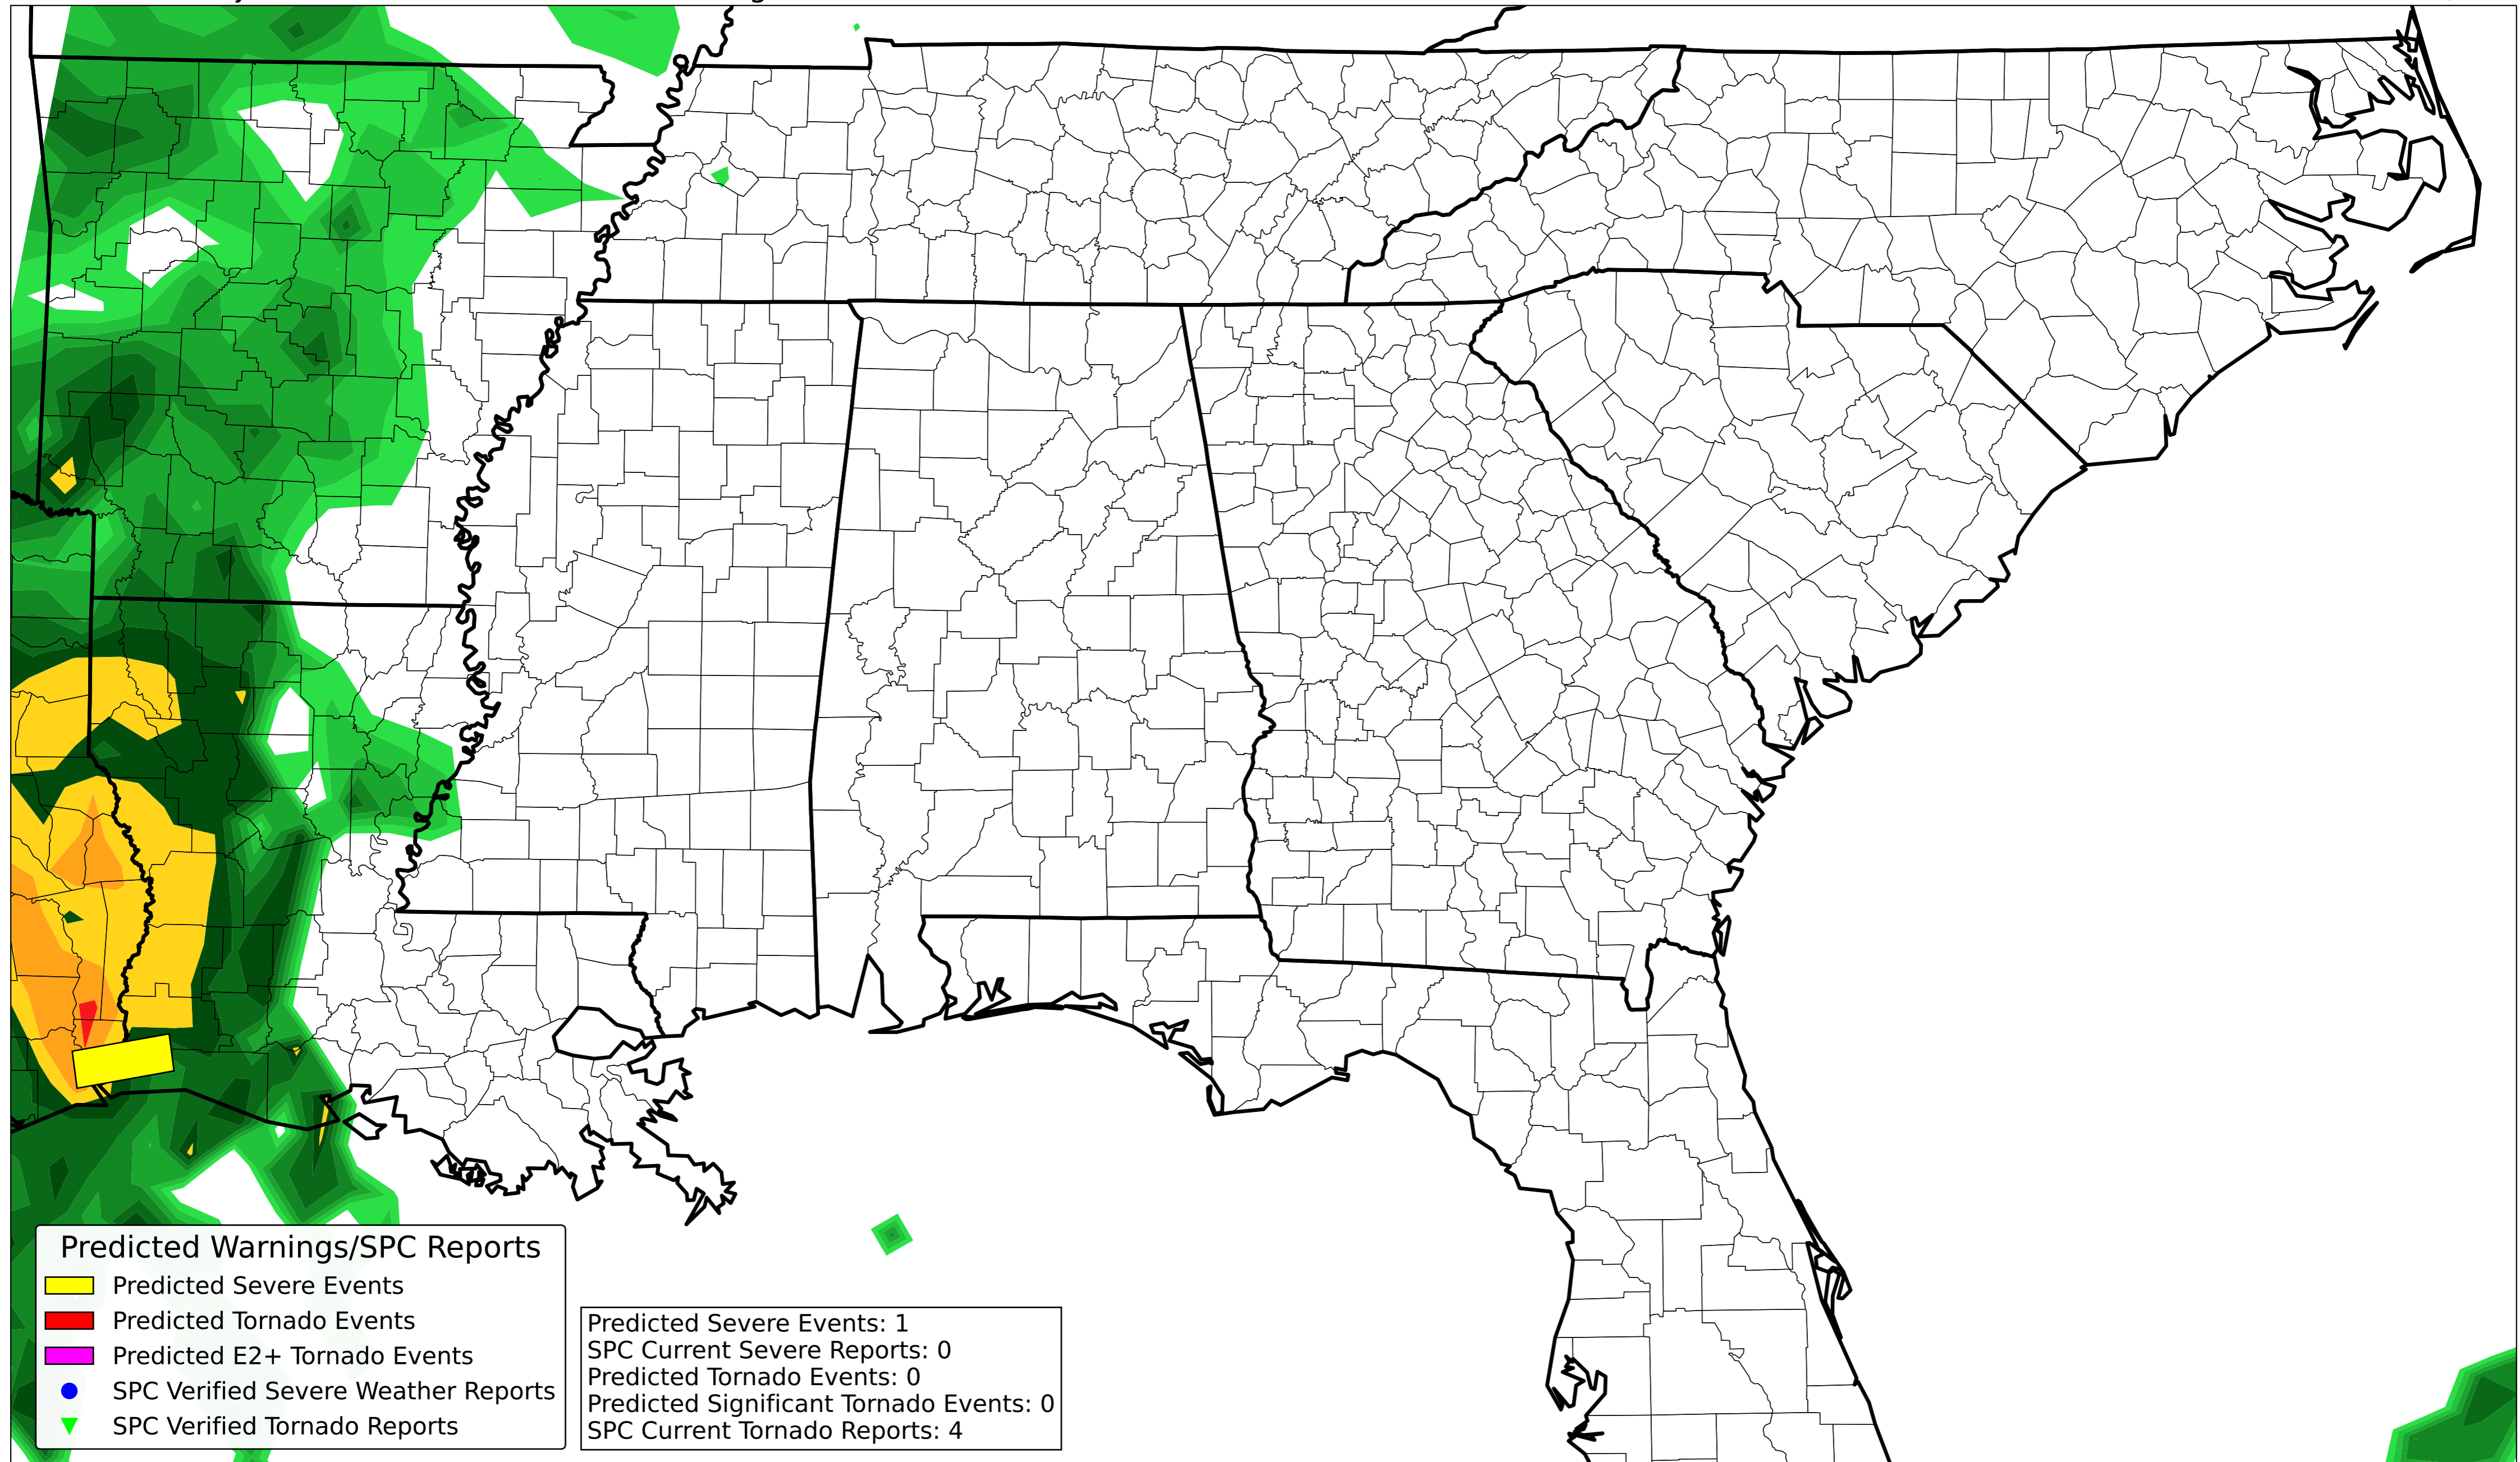 Predicted Warnings/SPC Reports
Predicted Severe Events
Predicted Tornado Events
Predicted E2+ Tornado Events
SPC Verified Severe Weather Reports
SPC Verified Tornado Reports
Predicted Severe Events: 1
SPC Current Severe Reports: 0
Predicted Tornado Events: 0
Predicted Significant Tornado Events: 0
SPC Current Tornado Reports: 4